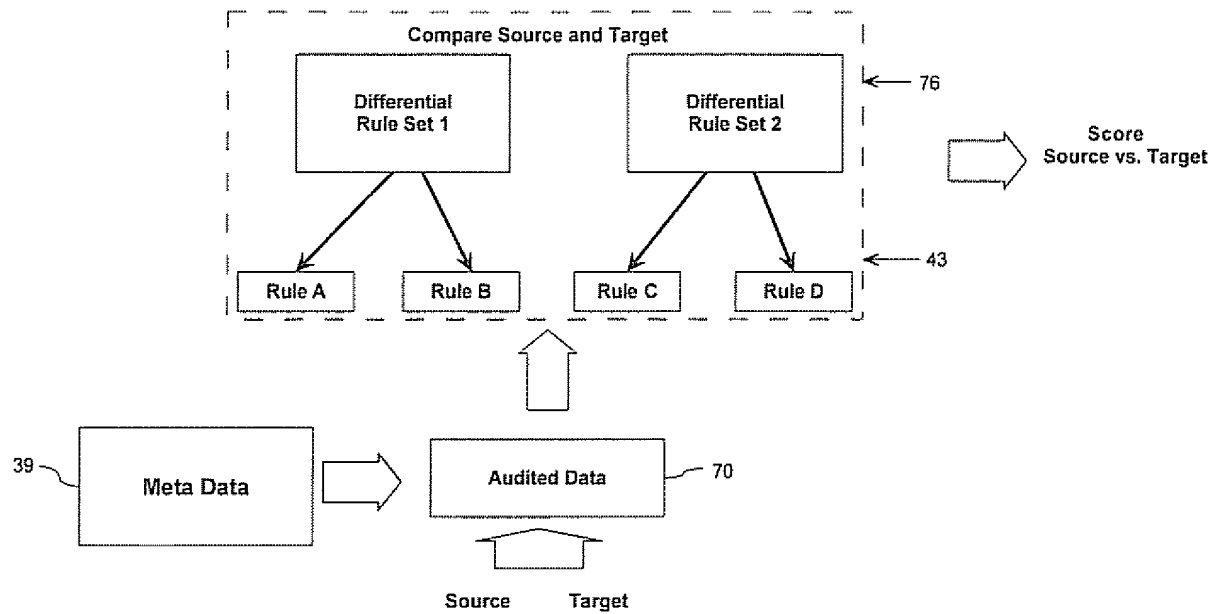 Compare Source and Target
Differential
Rule Set 1
Differential
Rule Set 2
76
Score
Source vs. Target
43
Rule A
Rule B
Rule C
Rule D
39
Meta Data
Audited Data
70
Source
Target